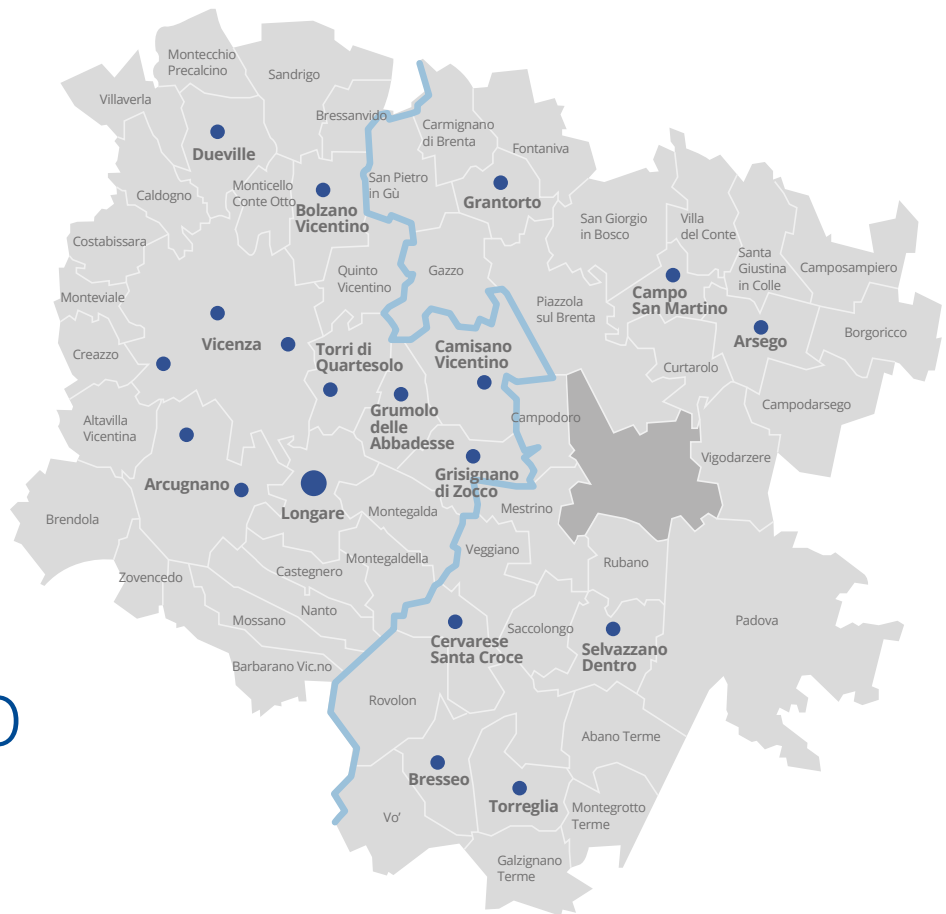 Montecchio
Precalcino
Sandrigo
Villaverla
Bressanvido
Carmignano
di Brenta
Dueville
Fontaniva
San Pietro
in Gù
Caldogno
Monticello
Conte Otto
Bolzano
Vicentino
Grantorto
San Giorgio
in Bosco
Villa
del Conte
Costabissara
Santa
Giustina
in Colle
Camposampiero
Quinto
Vicentino
Gazzo
Monteviale
Campo
San Martino
Piazzola
sul Brenta
Borgoricco
Arsego
Vicenza
Torri di
Quartesolo
Camisano
Vicentino
Creazzo
Curtarolo
Campodarsego
Grumolo
delle
Abbadesse
Campodoro
Altavilla
Vicentina
Vigodarzere
Grisignano
di Zocco
Arcugnano
Longare
Montegalda
Mestrino
Brendola
Veggiano
Montegaldella
Rubano
Castegnero
Zovencedo
Nanto
Mossano
Saccolongo
Padova
Cervarese
Santa Croce
Selvazzano
Dentro
Barbarano Vic.no
Rovolon
O
Abano Terme
Bresseo
Torreglia
Montegrotto
Terme
Vo'
Galzignano
Terme